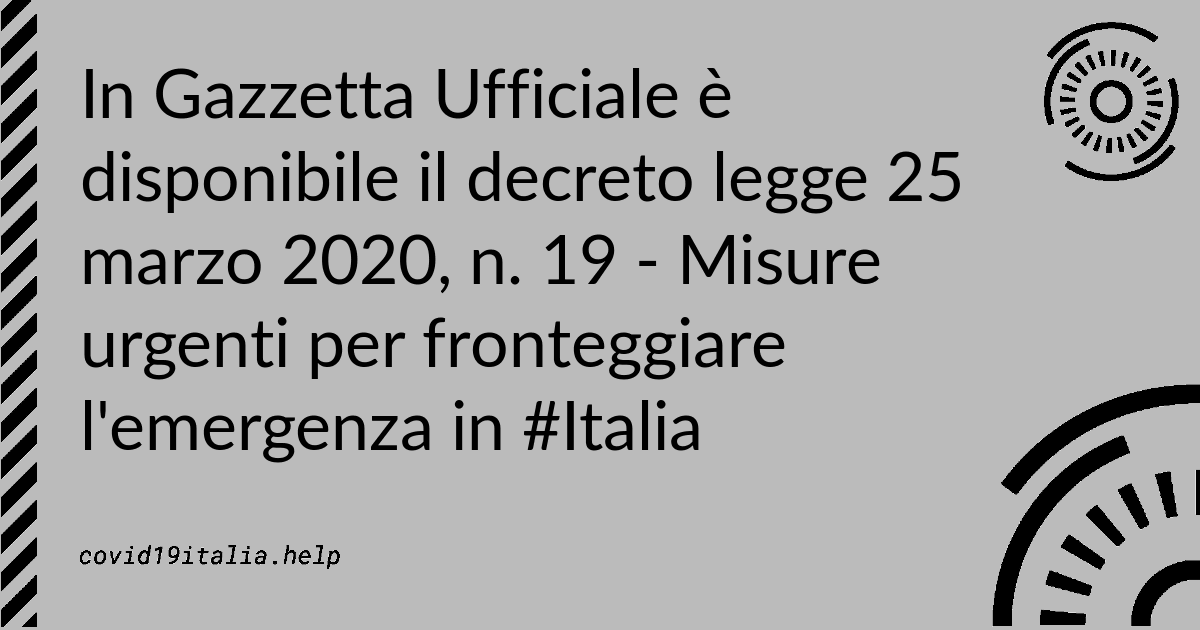 In Gazzetta Ufficiale è
disponibile il decreto legge 25
marzo 2020, n. 19 - Misure
urgenti per fronteggiare
l'emergenza in #Italia
covid19italia.help